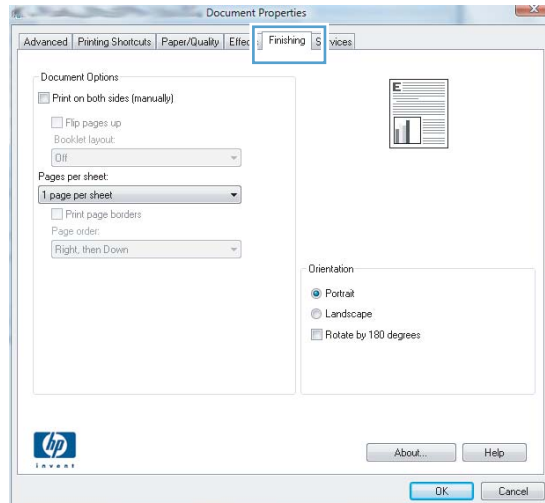 Document Properties
Advanced Printing Shortcuts Paper/Quality Finishing
Document Options
Print on both sides (manually)
Flip pages up
Booklet layout:
Off
Pages per sheet:
1 page per sheet
Print page borders
Page order:
Right, then Down
E
Orientation
Portrait
Landscape
Rotate by 180 degrees
hp
invent
About... Help
OK Cancel